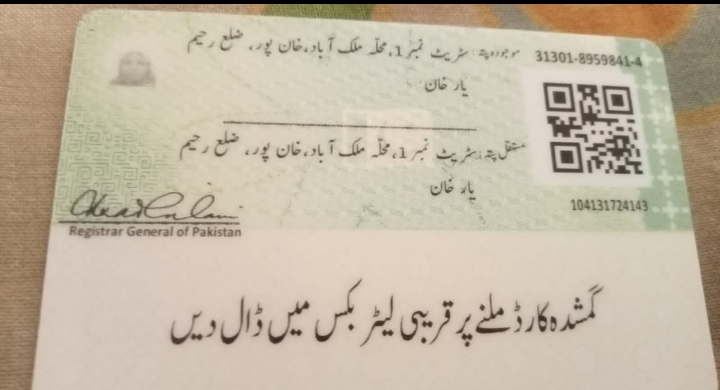 31301-8959841-4
موجودہ پتہ: سٹریٹ نمبر 1، محلّہ ملک آباد، خان پور، ضلع رحیم
یار خان
مستقل پتہ: سٹریٹ نمبر 1، محلّہ ملک آباد، خان پور، ضلع رحیم
یار خان
104131724143
Registrar General of Pakistan
گمشدہ کارڈ ملنے پر قریبی لیٹر بکس میں ڈال دیں